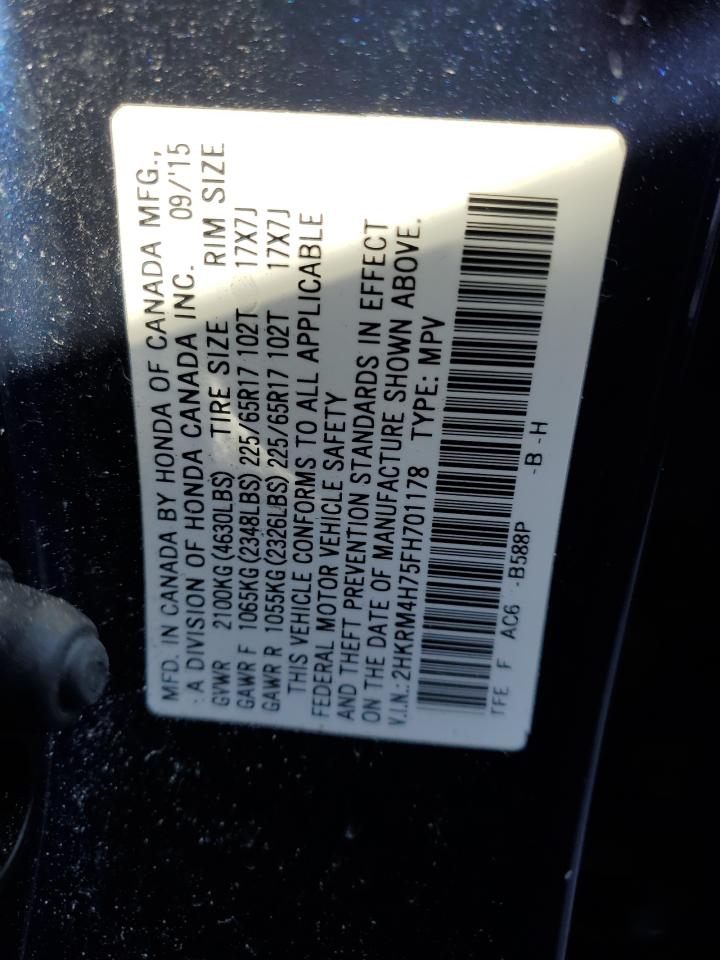 MFD. IN CANADA BY HONDA OF CANADA MFG.,
A DIVISION OF HONDA CANADA INC. 09/'15
GVWR 2100KG (4630LBS) TIRE SIZE RIM SIZE
GAWR F 1065KG (2348LBS) 225/65R17 102T 17X7J
GAWR R 1055KG (2326LBS) 225/65R17 102T 17X7J
THIS VEHICLE CONFORMS TO ALL APPLICABLE
FEDERAL MOTOR VEHICLE SAFETY
AND THEFT PREVENTION STANDARDS IN EFFECT
ON THE DATE OF MANUFACTURE SHOWN ABOVE.
V.I.N.: 2HKRM4H75FH701178 TYPE: MPV
TFE F AC6 -B588P -B -H